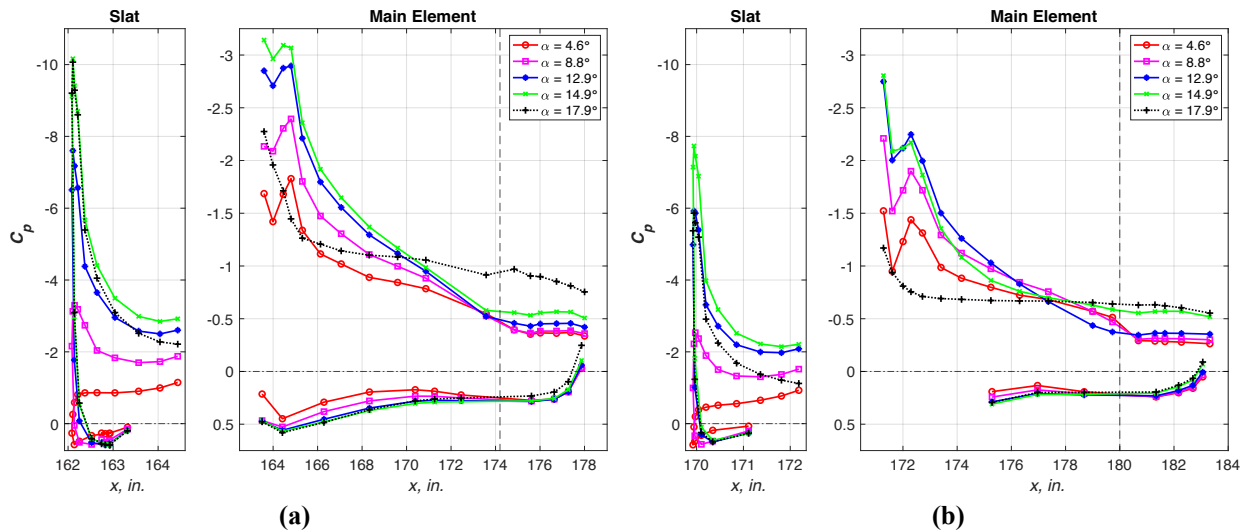 Slat
Main Element
Slat
Main Element
-10
-8
-6
-4
-2
0
C_p
162
163
164
x, in.
-3
-2.5
-2
-1.5
-1
-0.5
0
0.5
164
166
168
170
172
174
176
178
x, in.
α = 4.6°
α = 8.8°
α = 12.9°
α = 14.9°
α = 17.9°
(a)
-10
-8
-6
-4
-2
0
C_p
170
171
172
x, in.
-3
-2.5
-2
-1.5
-1
-0.5
0
0.5
172
174
176
178
180
182
184
x, in.
α = 4.6°
α = 8.8°
α = 12.9°
α = 14.9°
α = 17.9°
(b)